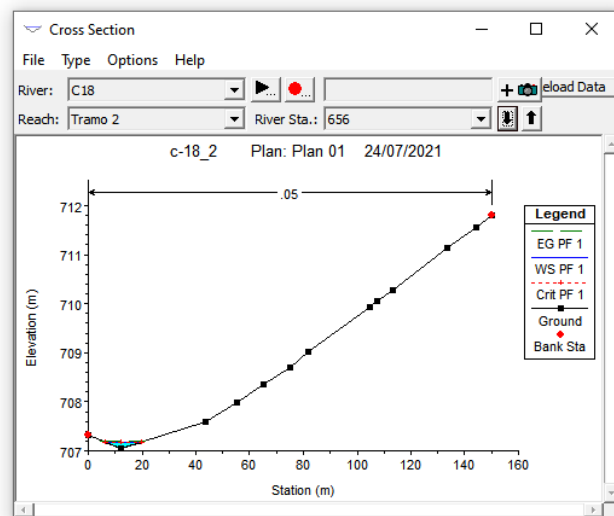 Cross Section
File Type Options Help
River: C18 ... ... + eload Data
Reach: Tramo 2 River Sta.: 656
c-18_2 Plan: Plan 01 24/07/2021
.05
712
711
710
709
708
707
0 20 40 60 80 100 120 140 160
Elevation (m)
Station (m)
Legend
EG PF 1
WS PF 1
Crit PF 1
Ground
Bank Sta